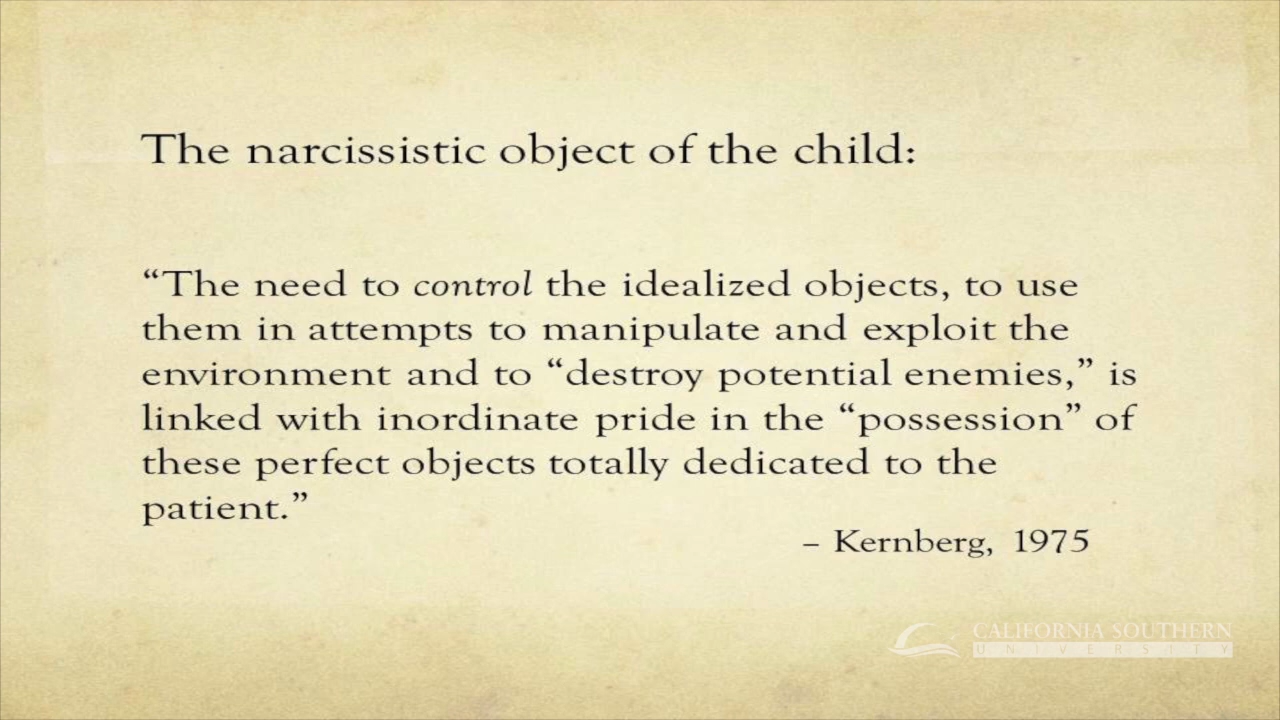 The narcissistic object of the child:
“The need to control the idealized objects, to use
them in attempts to manipulate and exploit the
environment and to “destroy potential enemies,” is
linked with inordinate pride in the “possession” of
these perfect objects totally dedicated to the
patient.”
– Kernberg, 1975
CALIFORNIA SOUTHERN
UNIVERSITY